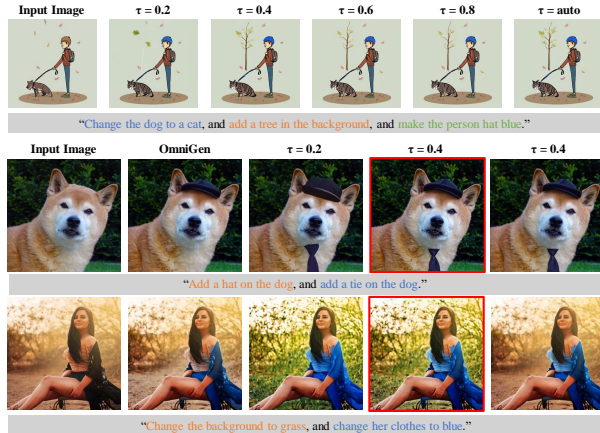 Input Image τ = 0.2 τ = 0.4 τ = 0.6 τ = 0.8 τ = auto
“Change the dog to a cat, and add a tree in the background, and make the person hat blue.”
Input Image OmniGen τ = 0.2 τ = 0.4 τ = 0.4
“Add a hat on the dog, and add a tie on the dog.”
“Change the background to grass, and change her clothes to blue.”